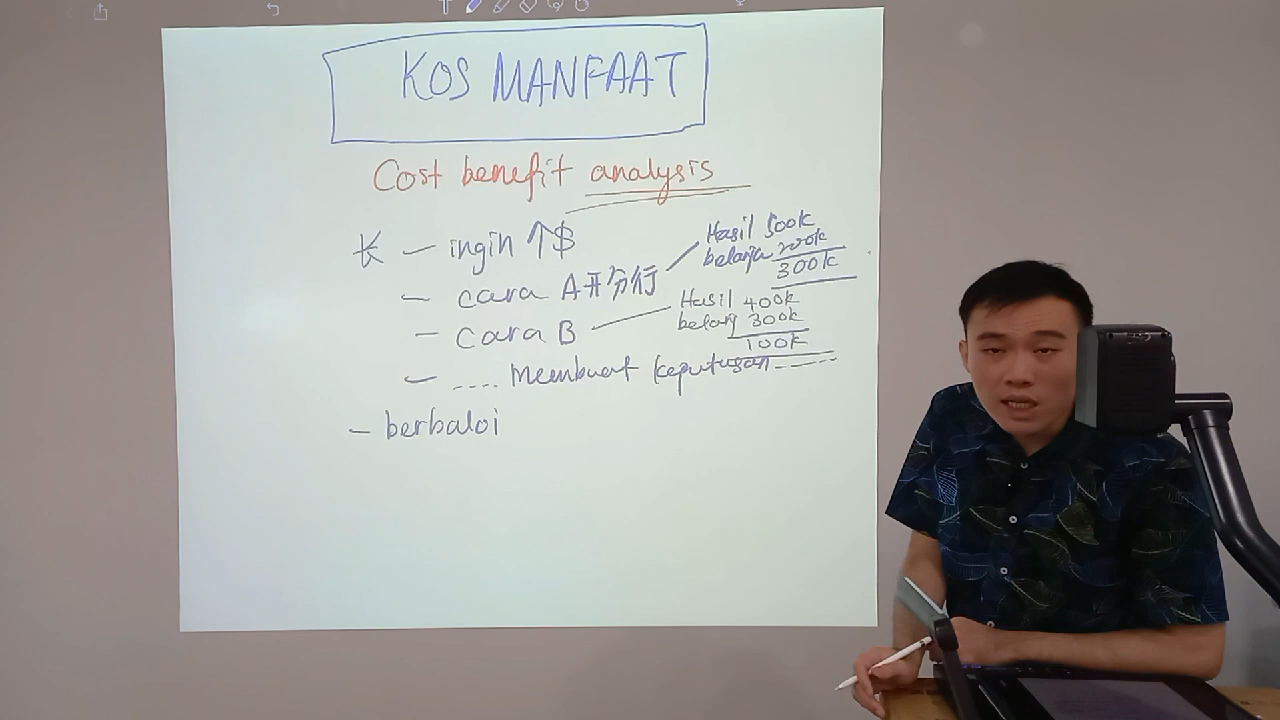 KOS MANFAAT
Cost benefit analysis
长 — ingin ↑$
— cara A开分行
Hasil 500k
belanja 200k
300k
— cara B
Hasil 400k
belanj 300k
100k
— .... Membuat keputusan -----
— berbaloi